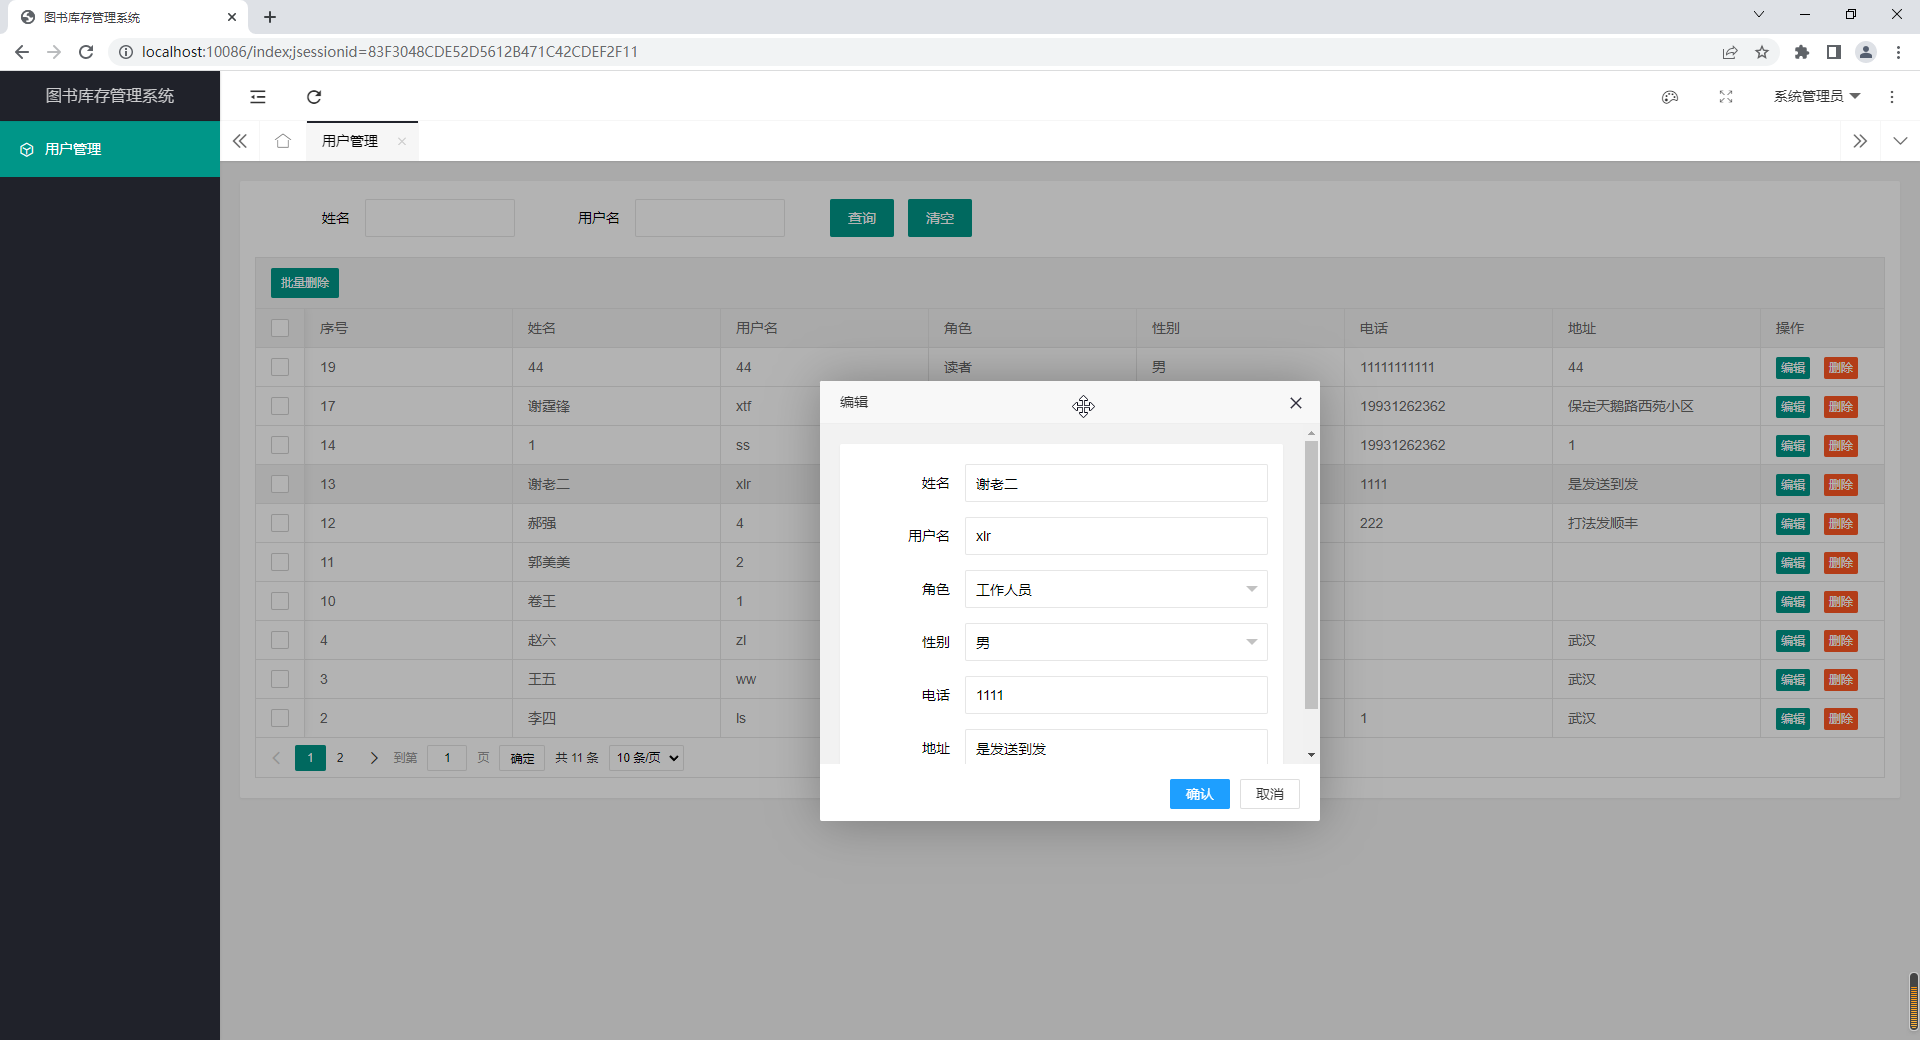 图书库存管理系统
localhost:10086/index;jsessionid=83F3048CDE52D5612B471C42CDEF2F11
图书库存管理系统
系统管理员
用户管理
用户管理
姓名
用户名
查询
清空
批量删除
序号 姓名 用户名 角色 性别 电话 地址 操作
19 44 44 读者 男 11111111111 44 编辑 删除
17 谢霆锋 xtf 19931262362 保定天鹅路西苑小区 编辑 删除
14 1 ss 19931262362 1 编辑 删除
13 谢老二 xlr 1111 是发送到发 编辑 删除
12 郝强 4 222 打法发顺丰 编辑 删除
11 郭美美 2 编辑 删除
10 卷王 1 编辑 删除
4 赵六 zl 武汉 编辑 删除
3 王五 ww 武汉 编辑 删除
2 李四 ls 1 武汉 编辑 删除
1 2 到第 1 页 确定 共 11 条 10 条/页
编辑
姓名 谢老二
用户名 xlr
角色 工作人员
性别 男
电话 1111
地址 是发送到发
确认 取消